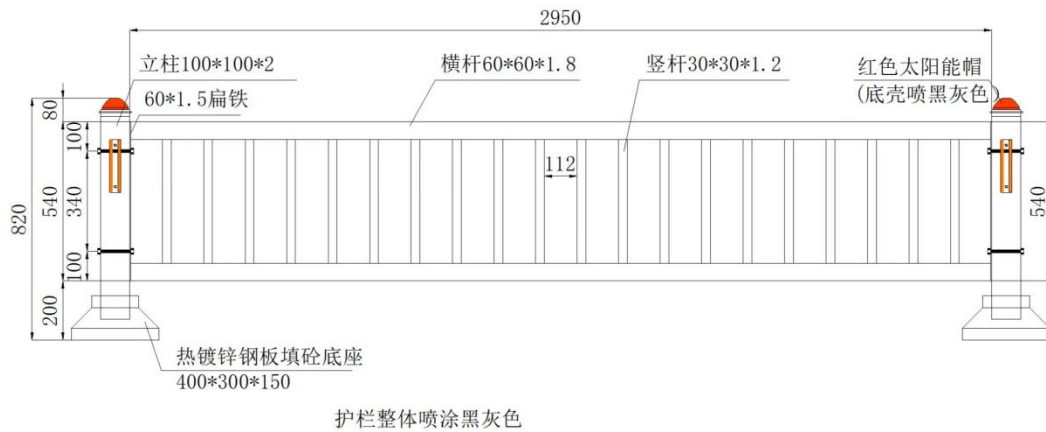 2950
立柱100*100*2
横杆60*60*1.8
竖杆30*30*1.2
红色太阳能帽
(底壳喷黑灰色)
60*1.5扁铁
80
100
112
820
540
340
540
100
200
热镀锌钢板填砼底座
400*300*150
护栏整体喷涂黑灰色